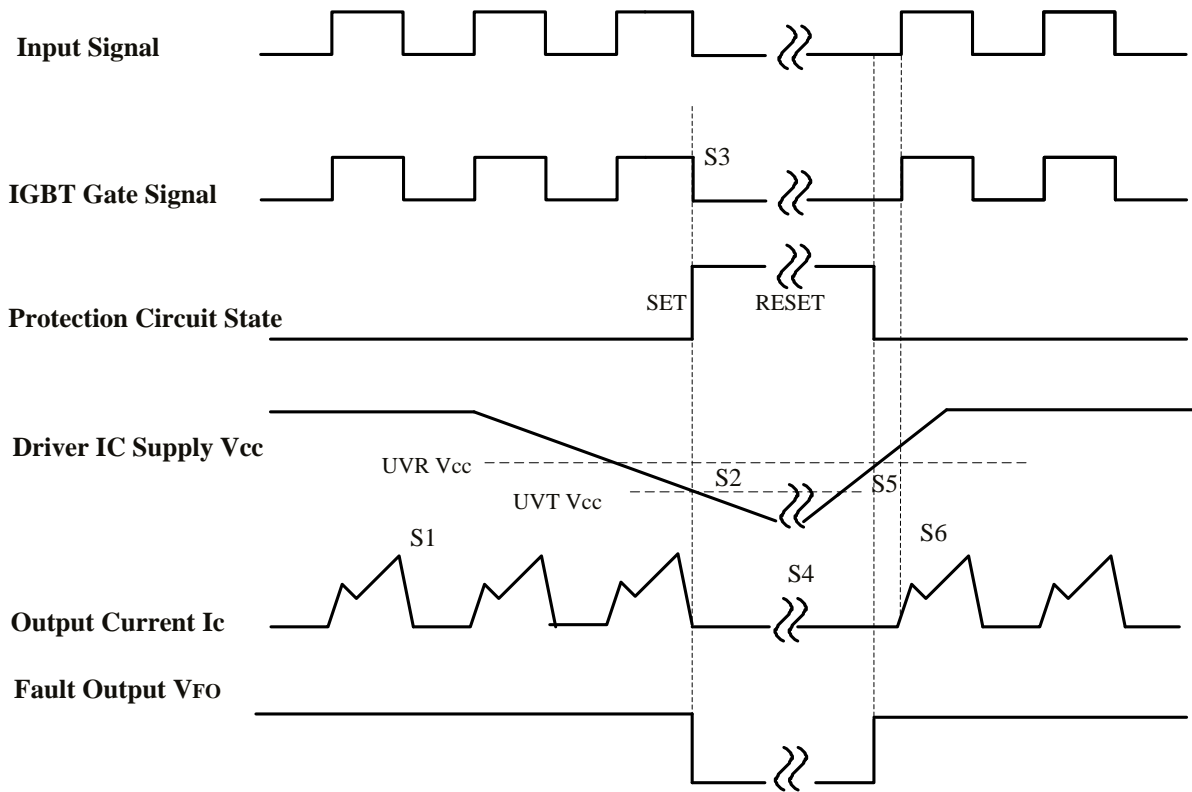 Input Signal
S3
IGBT Gate Signal
SET
RESET
Protection Circuit State
Driver IC Supply Vcc
UVR Vcc
S2
S5
UVT Vcc
S1
S6
S4
Output Current Ic
Fault Output VFO